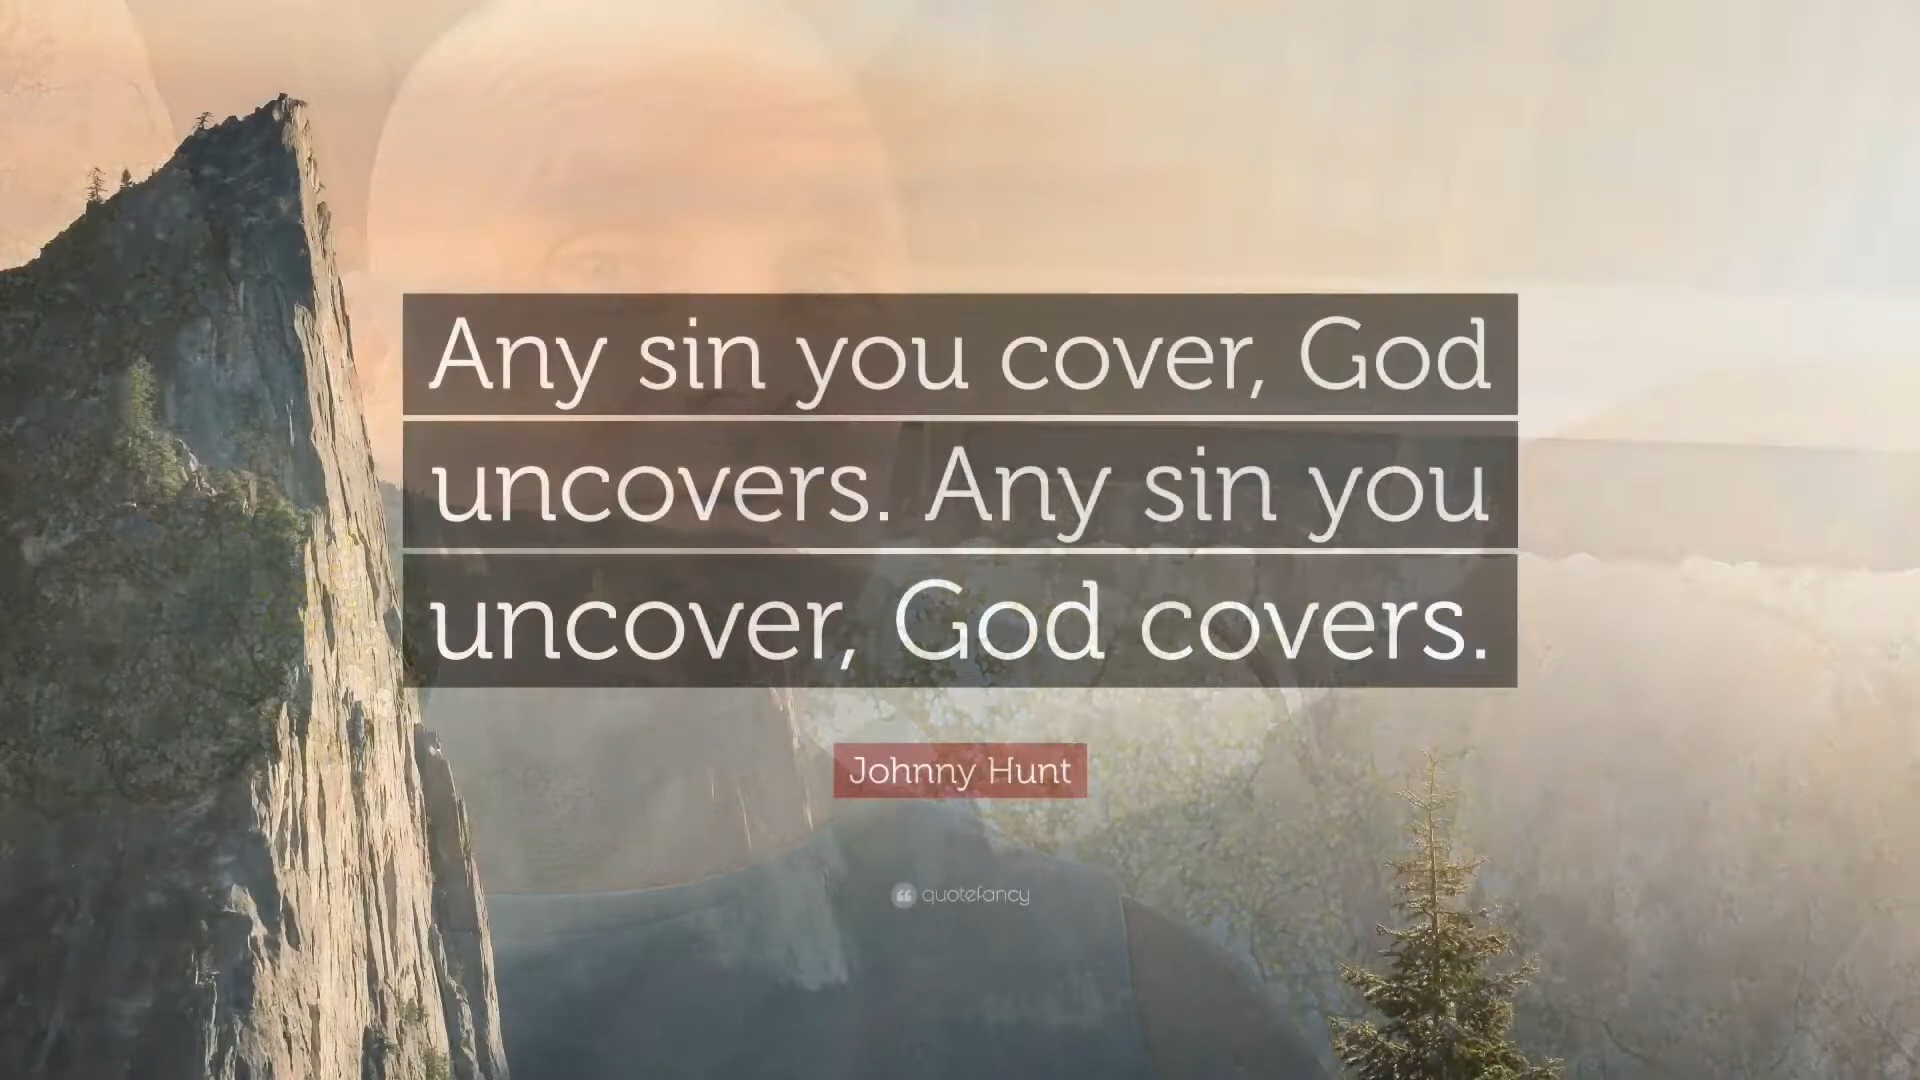 Any sin you cover, God
uncovers. Any sin you
uncover, God covers.
Johnny Hunt
quotefancy